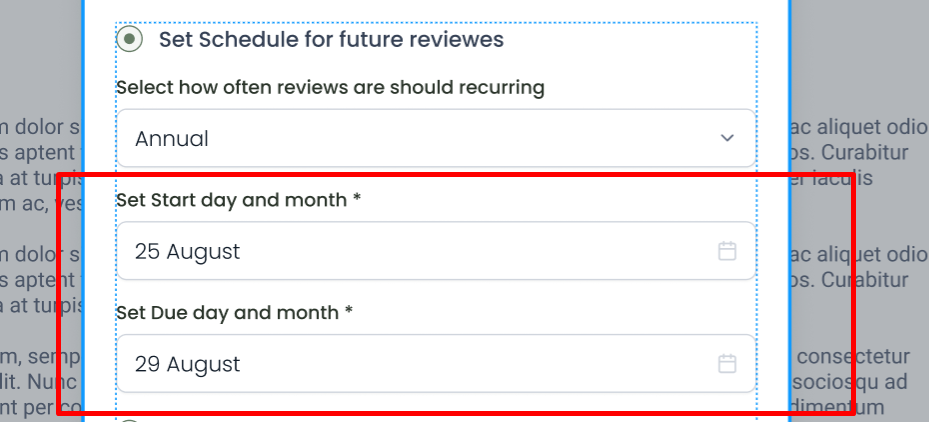 Set Schedule for future reviewes
Select how often reviews are should recurring
m dolor s ac aliquet odio
Annual
s aptent os. Curabitur
a at turpis er iaculis
Set Start day and month *
m ac, ves
m dolor s ac aliquet odio
25 August
s aptent os. Curabitur
a at turpis
Set Due day and month *
m, semp consectetur
29 August
lit. Nunc sociosqu ad
nt per co dimentum